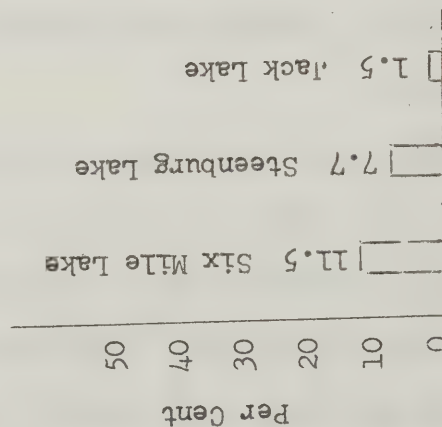 Per Cent
0 10 20 30 40 50
11.5 Six Mile Lake
7.7 Steenburg Lake
1.5 Jack Lake